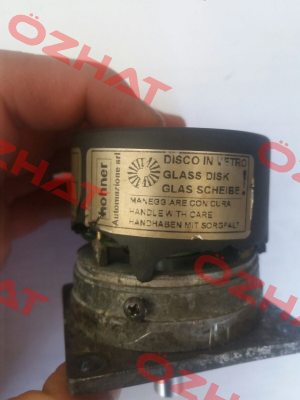 ÖZHAT
hohner
Automazione srl
DISCO IN VETRO
GLASS DISK
GLAS SCHEIBE
!
MANEGGIARE CON CURA
HANDLE WITH CARE
HANDHABEN MIT SORGFALT
ÖZHAT
ÖZHAT
ÖZHAT